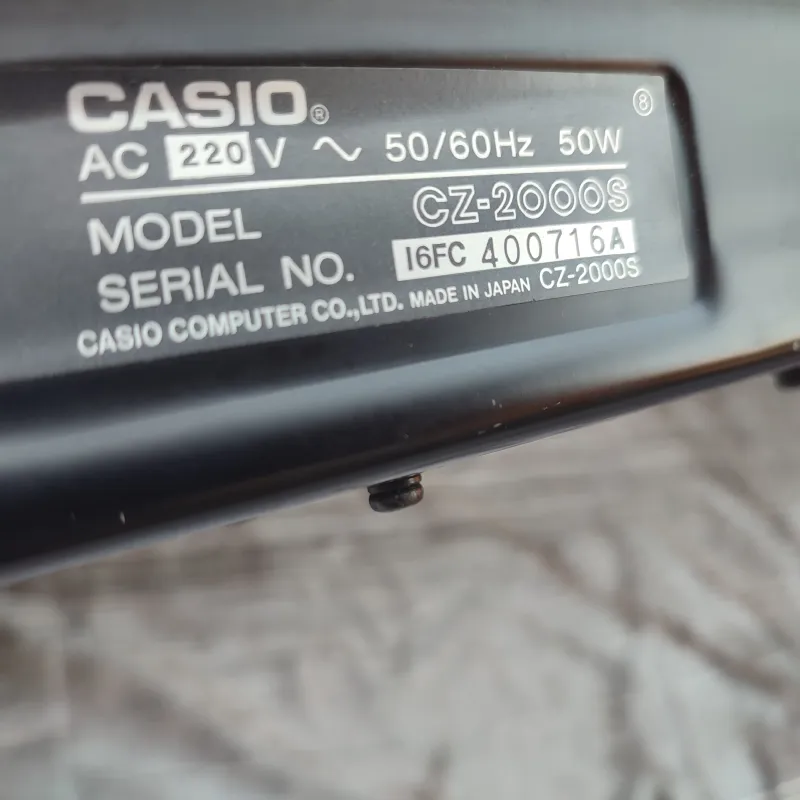 CASIO®
⑧
AC 220 V ∿ 50/60Hz 50W
MODEL CZ-2000S
SERIAL NO. I6FC 400716A
CASIO COMPUTER CO.,LTD. MADE IN JAPAN CZ-2000S